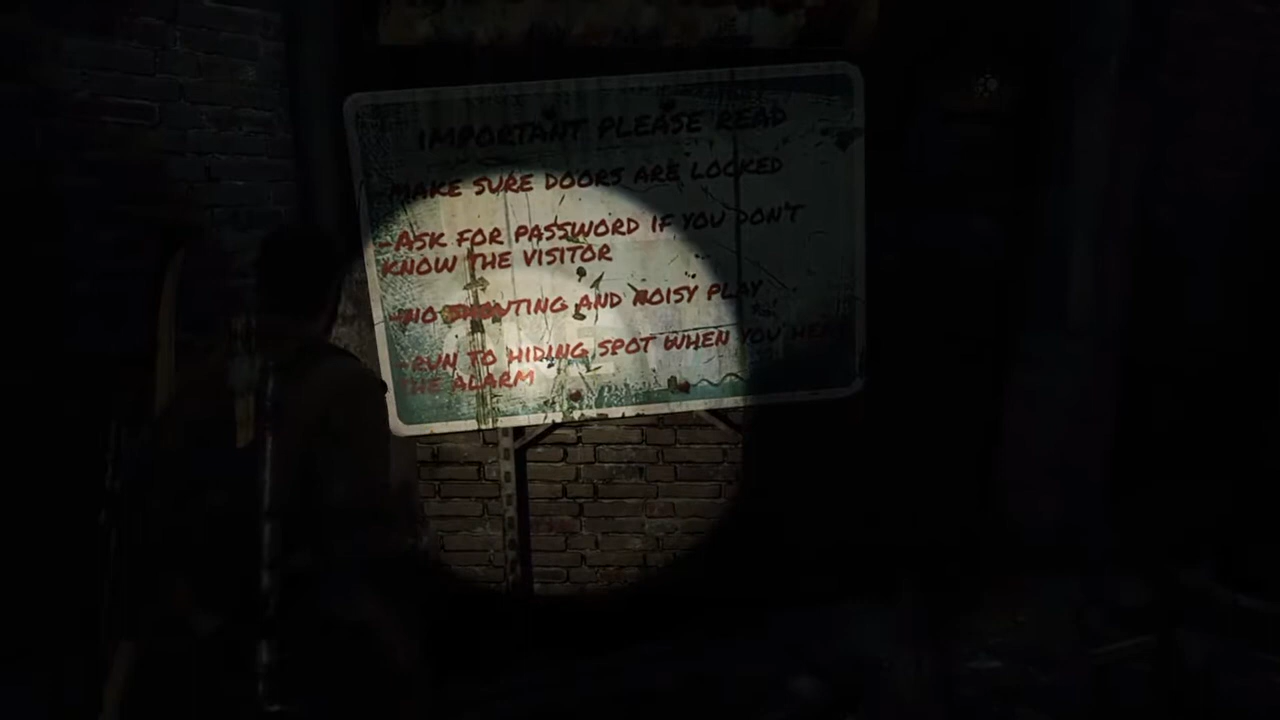 IMPORTANT PLEASE READ
-MAKE SURE DOORS ARE LOCKED
-ASK FOR PASSWORD IF YOU DON'T
KNOW THE VISITOR
-NO SHOUTING AND NOISY PLAY
-RUN TO HIDING SPOT WHEN YOU HEAR
THE ALARM